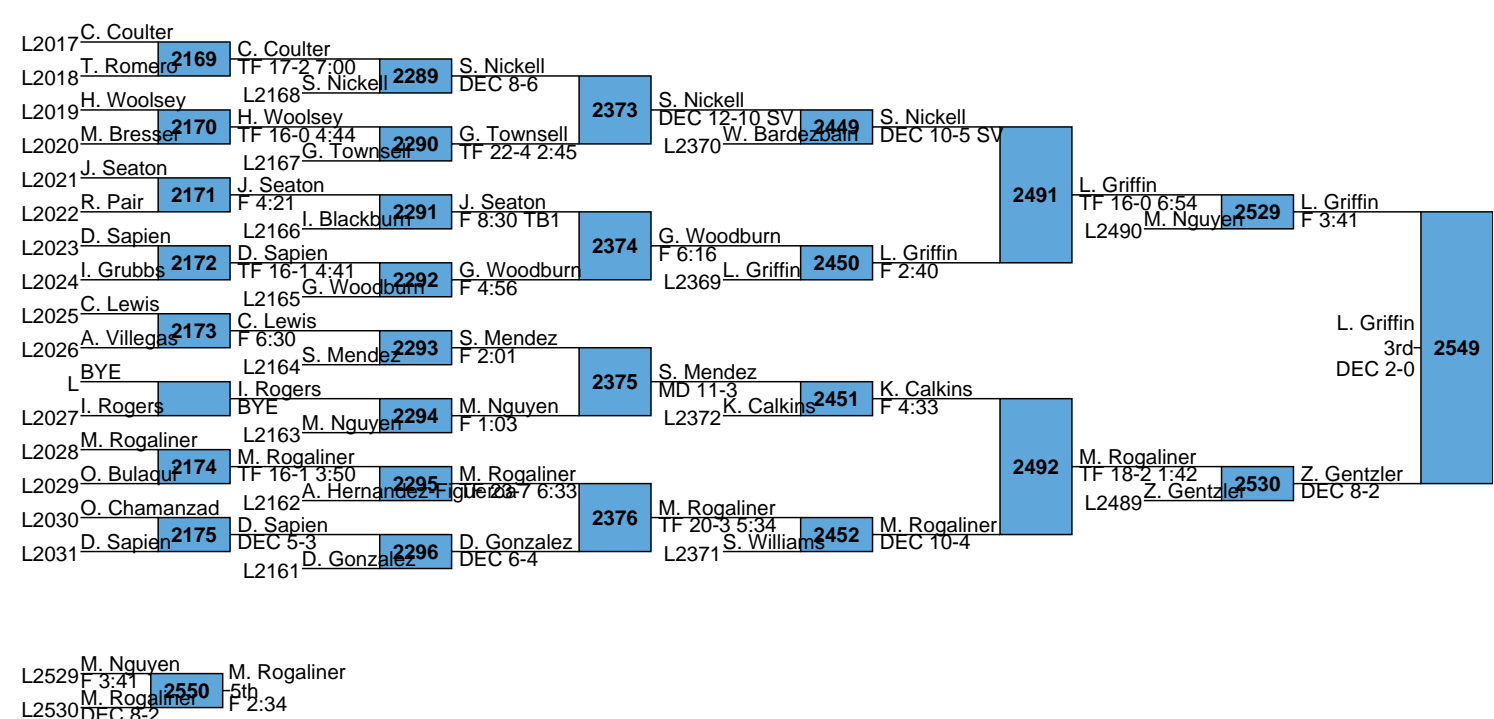 L2017 C. Coulter
2169
C. Coulter
TF 17-2 7:00
L2018 T. Romero
L2168 S. Nickell
2289
S. Nickell
DEC 8-6
L2019 H. Woolsey
2170
H. Woolsey
TF 16-0 4:44
L2020 M. Bresser
L2167 G. Townsell
2290
G. Townsell
TF 22-4 2:45
2373
S. Nickell
DEC 12-10 SV
L2370 W. Bardezbain
2449
S. Nickell
DEC 10-5 SV
L2021 J. Seaton
2171
J. Seaton
F 4:21
L2022 R. Pair
L2166 I. Blackburn
2291
J. Seaton
F 8:30 TB1
L2023 D. Sapien
2172
D. Sapien
TF 16-1 4:41
L2024 I. Grubbs
L2165 G. Woodburn
2292
G. Woodburn
F 4:56
2374
G. Woodburn
F 6:16
L2369 L. Griffin
2450
L. Griffin
F 2:40
2491
L. Griffin
TF 16-0 6:54
L2490 M. Nguyen
2529
L. Griffin
F 3:41
L2025 C. Lewis
2173
C. Lewis
F 6:30
L2026 A. Villegas
L2164 S. Mendez
2293
S. Mendez
F 2:01
L BYE
I. Rogers
BYE
L2027 I. Rogers
L2163 M. Nguyen
2294
M. Nguyen
F 1:03
2375
S. Mendez
MD 11-3
L2372 K. Calkins
2451
K. Calkins
F 4:33
L2028 M. Rogaliner
2174
M. Rogaliner
TF 16-1 3:50
L2029 O. Bulaqui
L2162 A. Hernandez-Figueroa
2295
M. Rogaliner
TF 23-7 6:33
L2030 O. Chamanzad
2175
D. Sapien
DEC 5-3
L2031 D. Sapien
L2161 D. Gonzalez
2296
D. Gonzalez
DEC 6-4
2376
M. Rogaliner
TF 20-3 5:34
L2371 S. Williams
2452
M. Rogaliner
DEC 10-4
2492
M. Rogaliner
TF 18-2 1:42
L2489 Z. Gentzler
2530
Z. Gentzler
DEC 8-2
2549
L. Griffin
3rd
DEC 2-0
L2529 M. Nguyen
F 3:41
2550
M. Rogaliner
5th
F 2:34
L2530 M. Rogaliner
DEC 8-2